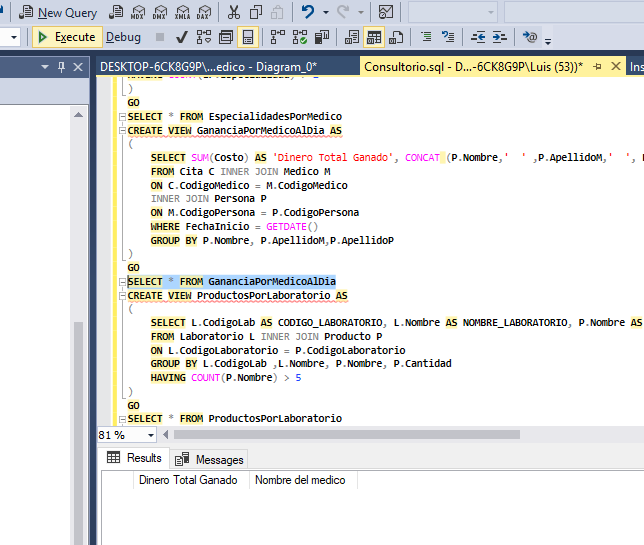 New Query MDX DMX XMLA DAX
Execute Debug
DESKTOP-6CK8G9P\...edico - Diagram_0*
Consultorio.sql - D...-6CK8G9P\Luis (53))*
Ins
)
GO
SELECT * FROM EspecialidadesPorMedico
CREATE VIEW GananciaPorMedicoAlDia AS
(
SELECT SUM(Costo) AS 'Dinero Total Ganado', CONCAT (P.Nombre,'  ' ,P.ApellidoM,'  ',
FROM Cita C INNER JOIN Medico M
ON C.CodigoMedico = M.CodigoMedico
INNER JOIN Persona P
ON M.CodigoPersona = P.CodigoPersona
WHERE FechaInicio = GETDATE()
GROUP BY P.Nombre, P.ApellidoM,P.ApellidoP
)
GO
SELECT * FROM GananciaPorMedicoAlDia
CREATE VIEW ProductosPorLaboratorio AS
(
SELECT L.CodigoLab AS CODIGO_LABORATORIO, L.Nombre AS NOMBRE_LABORATORIO, P.Nombre AS
FROM Laboratorio L INNER JOIN Producto P
ON L.CodigoLaboratorio = P.CodigoLaboratorio
GROUP BY L.CodigoLab ,L.Nombre, P.Nombre, P.Cantidad
HAVING COUNT(P.Nombre) > 5
)
GO
SELECT * FROM ProductosPorLaboratorio
81 %
Results Messages
Dinero Total Ganado Nombre del medico